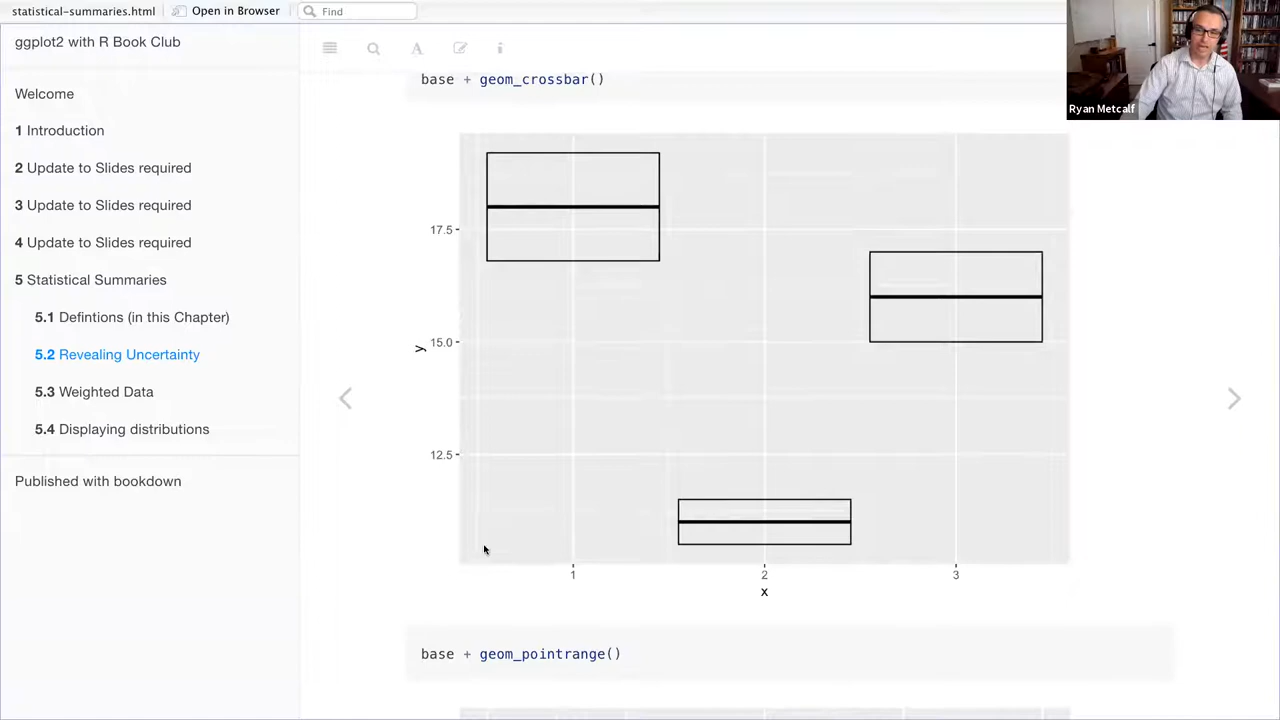 statistical-summaries.html Open in Browser Find
ggplot2 with R Book Club
Welcome
1 Introduction
2 Update to Slides required
3 Update to Slides required
4 Update to Slides required
5 Statistical Summaries
5.1 Defintions (in this Chapter)
5.2 Revealing Uncertainty
5.3 Weighted Data
5.4 Displaying distributions
Published with bookdown
A
i
base + geom_crossbar()
17.5
15.0
12.5
y
1 2 3
x
base + geom_pointrange()
Ryan Metcalf